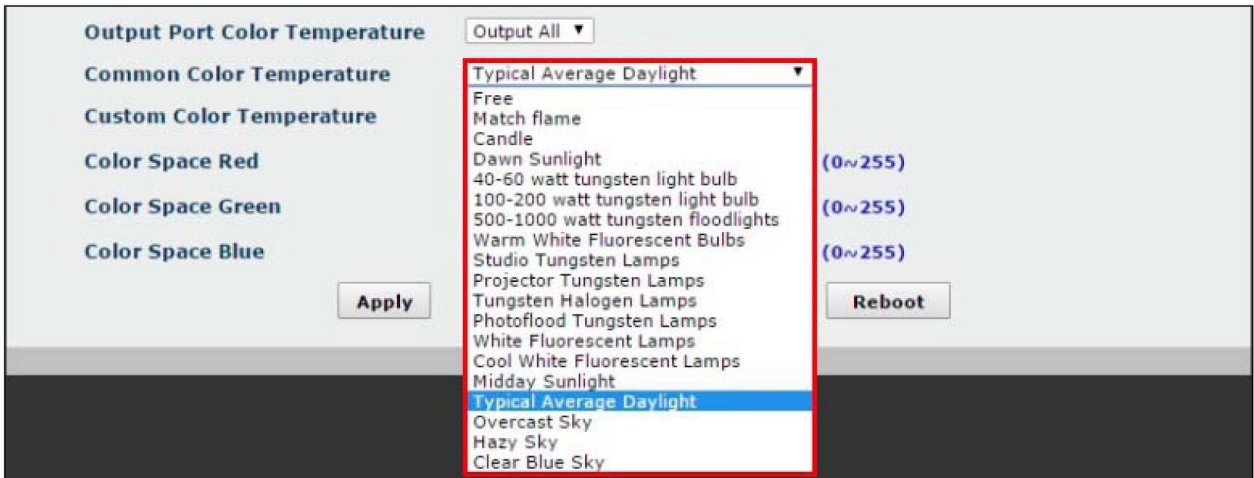 Output Port Color Temperature Output All ▼
Common Color Temperature Typical Average Daylight ▼
Free
Custom Color Temperature Match flame
Candle
Color Space Red Dawn Sunlight (0~255)
40-60 watt tungsten light bulb
Color Space Green 100-200 watt tungsten light bulb (0~255)
500-1000 watt tungsten floodlights
Warm White Fluorescent Bulbs
Color Space Blue Studio Tungsten Lamps (0~255)
Projector Tungsten Lamps
Apply Tungsten Halogen Lamps Reboot
Photoflood Tungsten Lamps
White Fluorescent Lamps
Cool White Fluorescent Lamps
Midday Sunlight
Typical Average Daylight
Overcast Sky
Hazy Sky
Clear Blue Sky